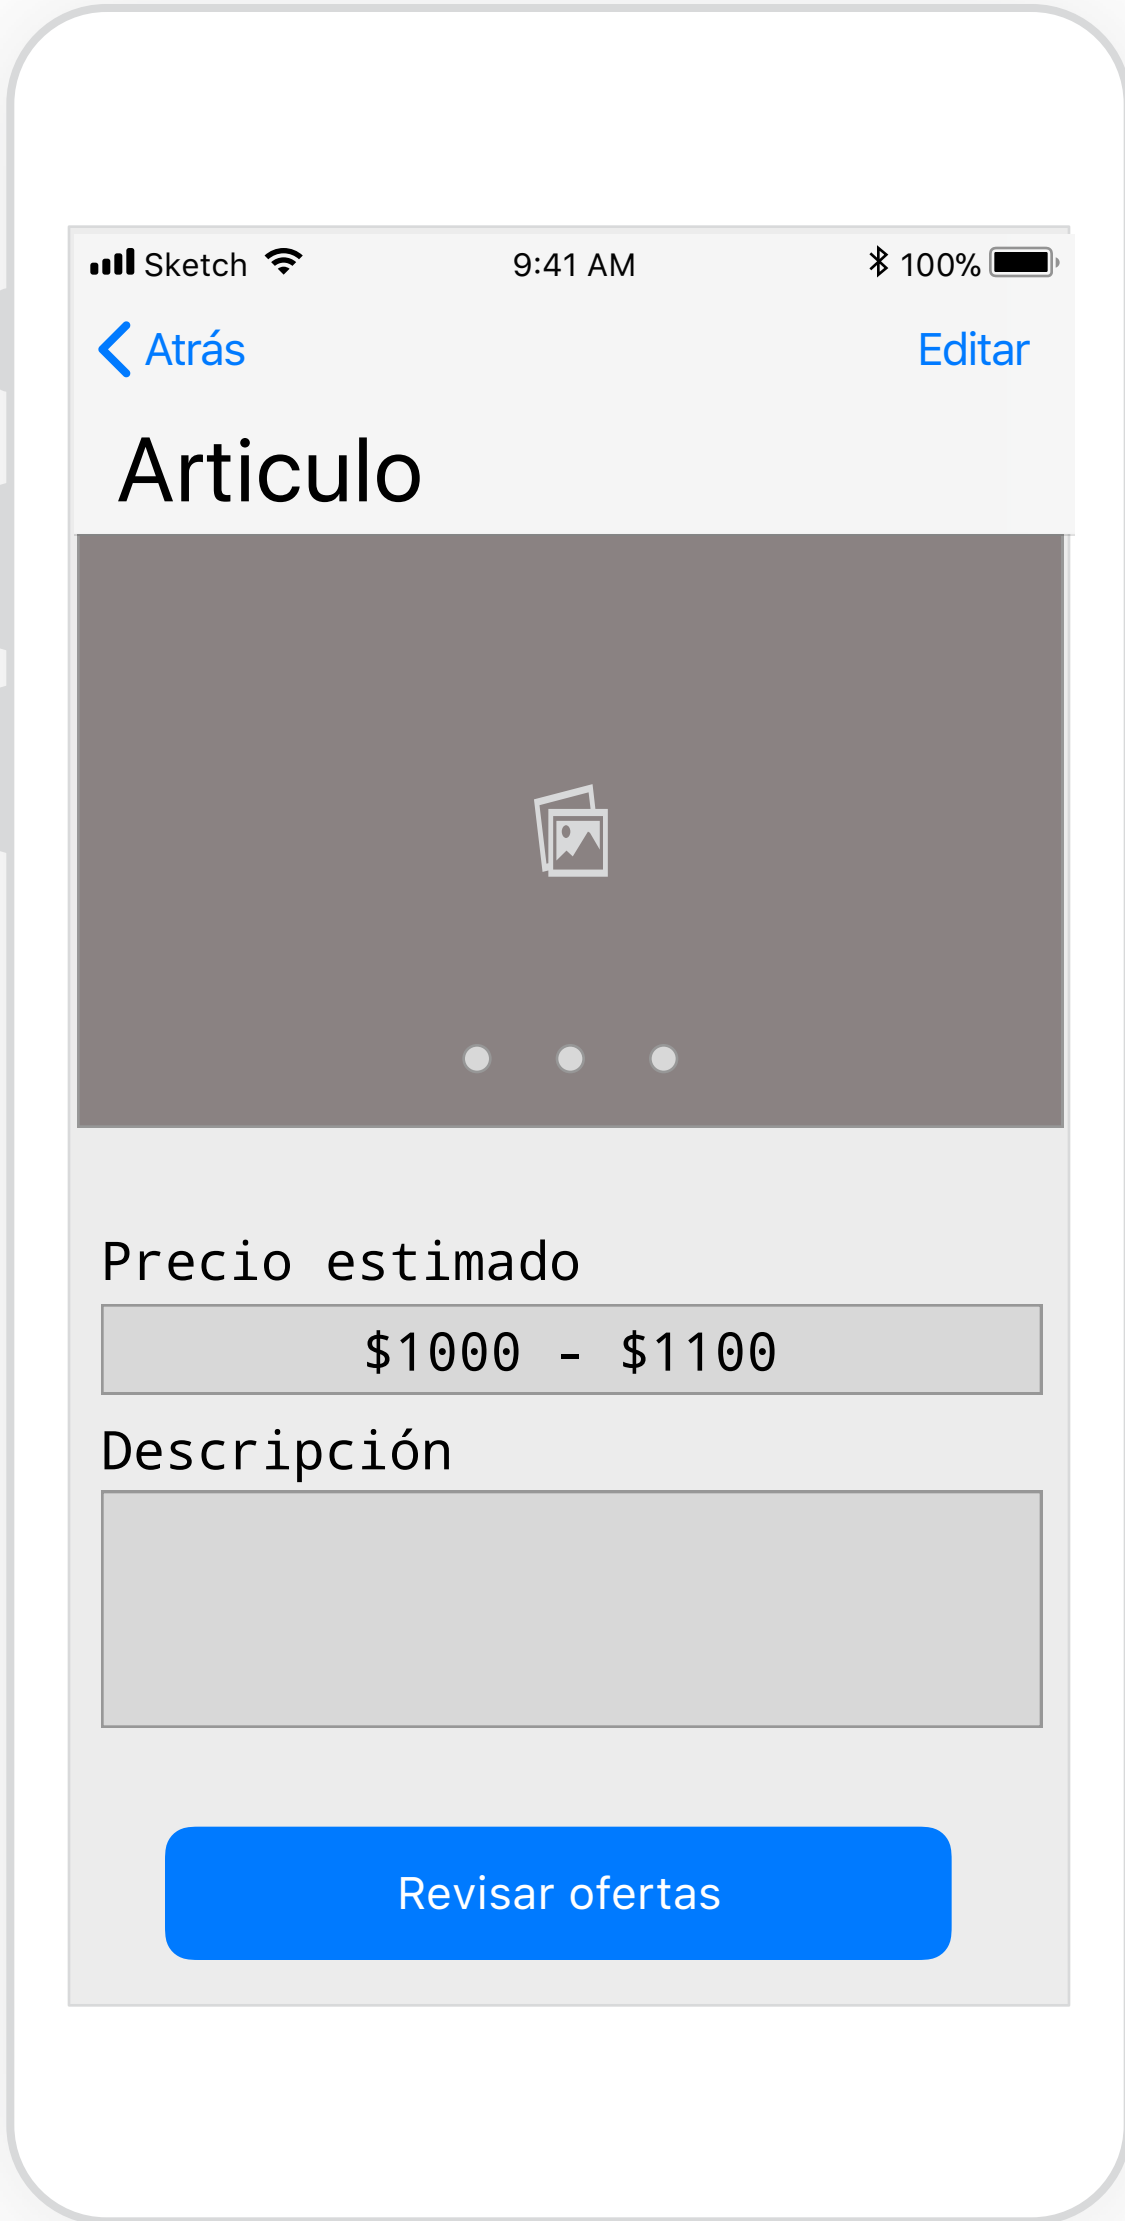 Sketch 9:41 AM 100%
Atrás Editar
Articulo
Precio estimado
$1000 - $1100
Descripción
Revisar ofertas